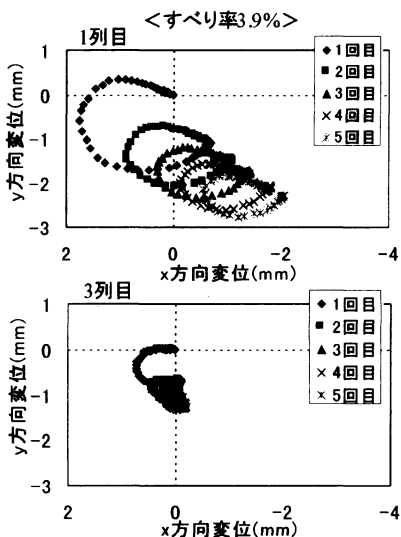 ＜すべり率3.9%＞
1列目
1
0
-1
-2
-3
y方向変位(mm)
2
0
-2
-4
x方向変位(mm)
1回目
2回目
3回目
4回目
5回目
3列目
1
0
-1
-2
-3
y方向変位(mm)
2
0
-2
-4
x方向変位(mm)
1回目
2回目
3回目
4回目
5回目